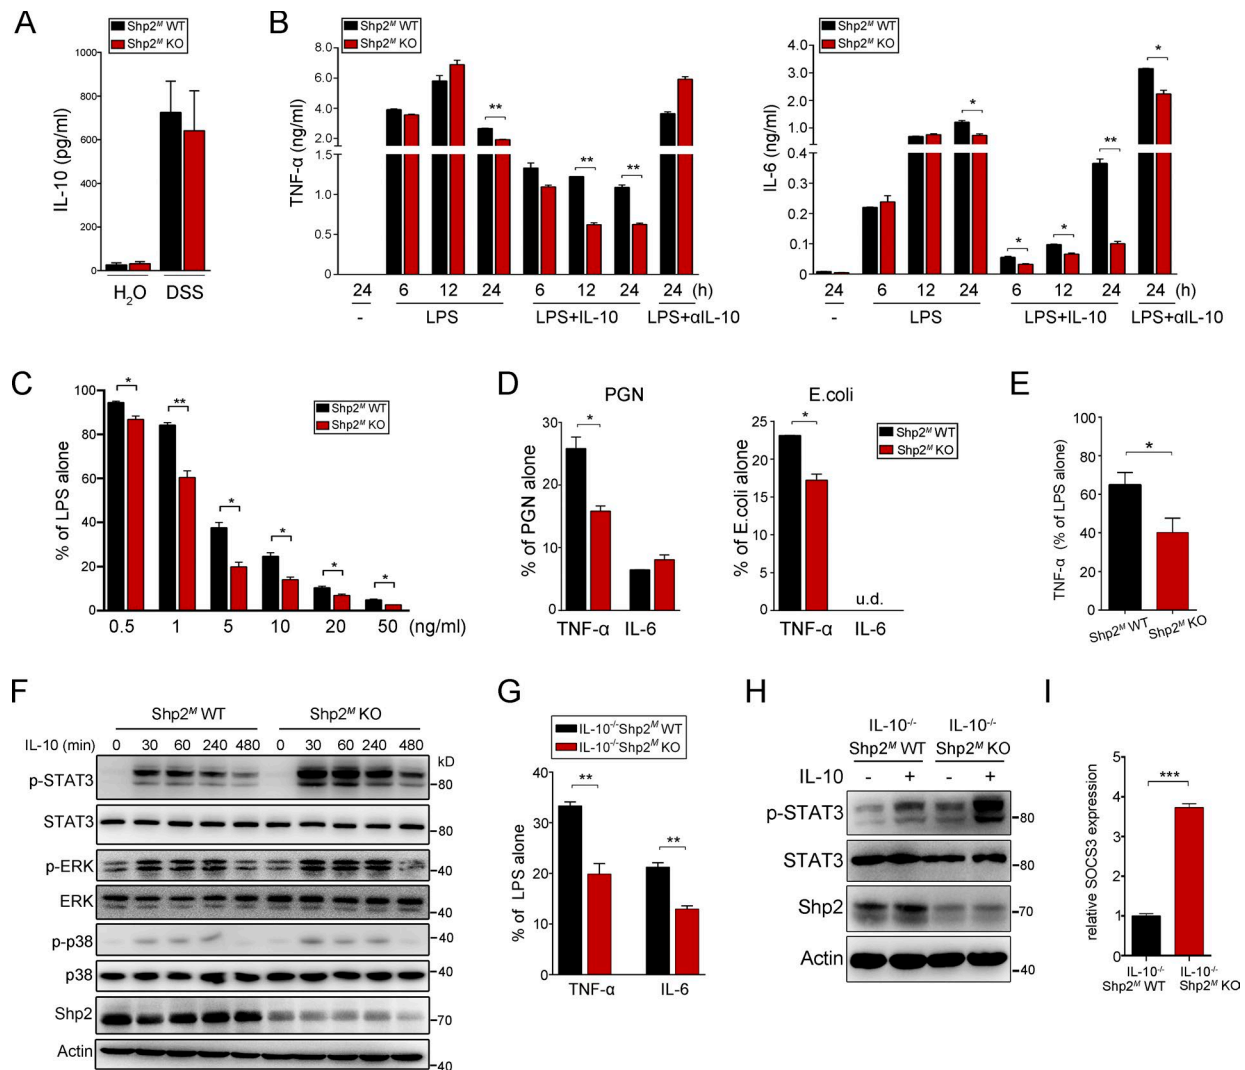 A
Shp2ᴹ WT
Shp2ᴹ KO
IL-10 (pg/ml)
1000
800
600
400
200
0
H₂O DSS
B
Shp2ᴹ WT
Shp2ᴹ KO
TNF-α (ng/ml)
8.0
6.0
4.0
2.0
1.5
1.0
0.5
0
**
**
**
24 6 12 24 6 12 24 24 (h)
- LPS LPS+IL-10 LPS+αIL-10
Shp2ᴹ WT
Shp2ᴹ KO
IL-6 (ng/ml)
4.0
3.0
2.0
1.0
0.4
0.3
0.2
0.1
0
*
*
*
**
*
24 6 12 24 6 12 24 24 (h)
- LPS LPS+IL-10 LPS+αIL-10
C
Shp2ᴹ WT
Shp2ᴹ KO
% of LPS alone
100
80
60
40
20
0
* ** * * * *
0.5 1 5 10 20 50 (ng/ml)
D
PGN
% of PGN alone
30
20
10
0
*
TNF-α IL-6
E.coli
Shp2ᴹ WT
Shp2ᴹ KO
% of E.coli alone
25
20
15
10
5
0
*
u.d.
TNF-α IL-6
E
TNF-α (% of LPS alone)
100
80
60
40
20
0
*
Shp2ᴹ WT Shp2ᴹ KO
F
Shp2ᴹ WT Shp2ᴹ KO
IL-10 (min) 0 30 60 240 480 0 30 60 240 480 kD
p-STAT3 80
STAT3 80
p-ERK 40
ERK 40
p-p38
p38 40
Shp2 70
Actin 40
G
IL-10⁻/⁻Shp2ᴹ WT
IL-10⁻/⁻Shp2ᴹ KO
% of LPS alone
40
30
20
10
0
** **
TNF-α IL-6
H
IL-10⁻/⁻ IL-10⁻/⁻
Shp2ᴹ WT Shp2ᴹ KO
IL-10 - + - +
p-STAT3 80
STAT3 80
Shp2 70
Actin 40
I
relative SOCS3 expression
5
4
3
2
1
0
***
IL-10⁻/⁻ IL-10⁻/⁻
Shp2ᴹ WT Shp2ᴹ KO